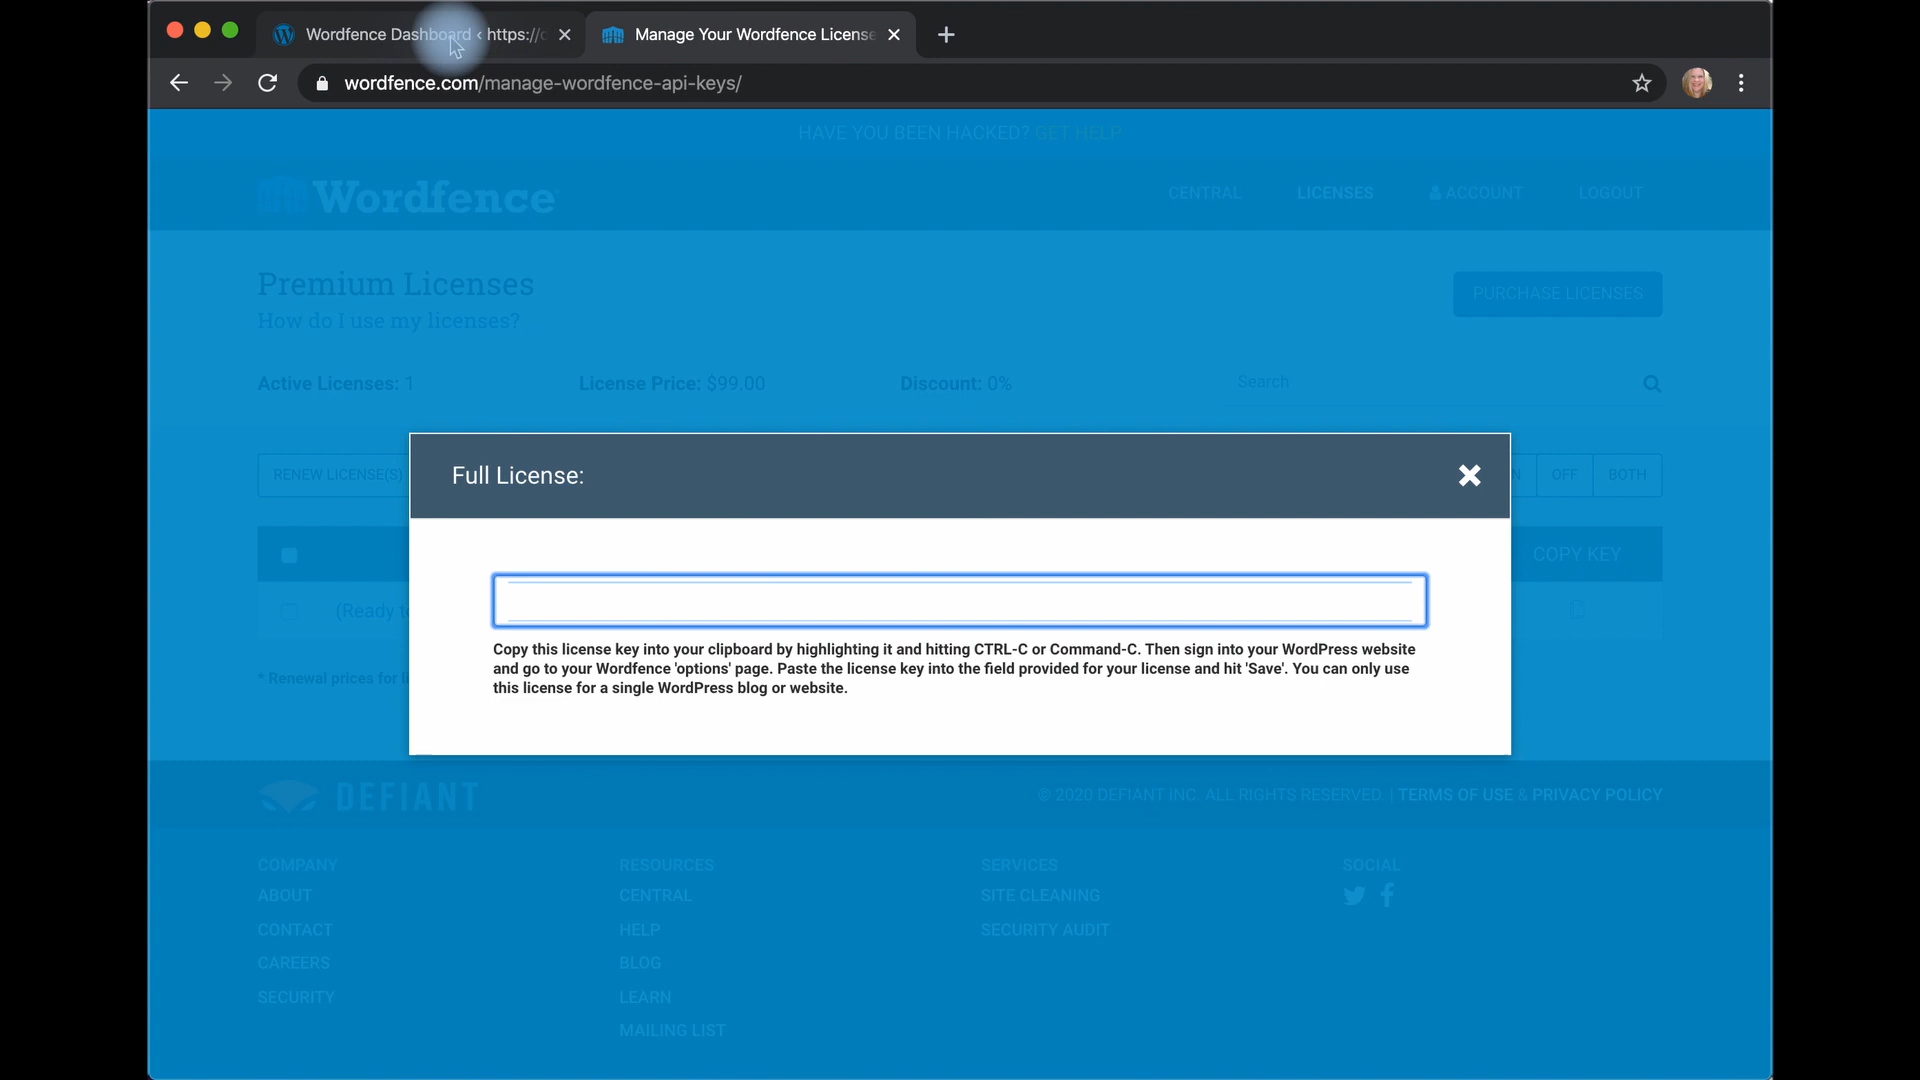 Wordfence Dashboard ‹ https://c
Manage Your Wordfence License
wordfence.com/manage-wordfence-api-keys/
HAVE YOU BEEN HACKED? GET HELP
Wordfence
CENTRAL
LICENSES
ACCOUNT
LOGOUT
Premium Licenses
PURCHASE LICENSES
How do I use my licenses?
Active Licenses: 1
License Price: $99.00
Discount: 0%
Search
Full License:
RENEW LICENSE(S)
N
OFF
BOTH
COPY KEY
(Ready t
Copy this license key into your clipboard by highlighting it and hitting CTRL-C or Command-C. Then sign into your WordPress website
and go to your Wordfence 'options' page. Paste the license key into the field provided for your license and hit 'Save'. You can only use
this license for a single WordPress blog or website.
* Renewal prices for l
DEFIANT
© 2020 DEFIANT INC. ALL RIGHTS RESERVED. | TERMS OF USE & PRIVACY POLICY
COMPANY
ABOUT
CONTACT
CAREERS
SECURITY
RESOURCES
CENTRAL
HELP
BLOG
LEARN
MAILING LIST
SERVICES
SITE CLEANING
SECURITY AUDIT
SOCIAL